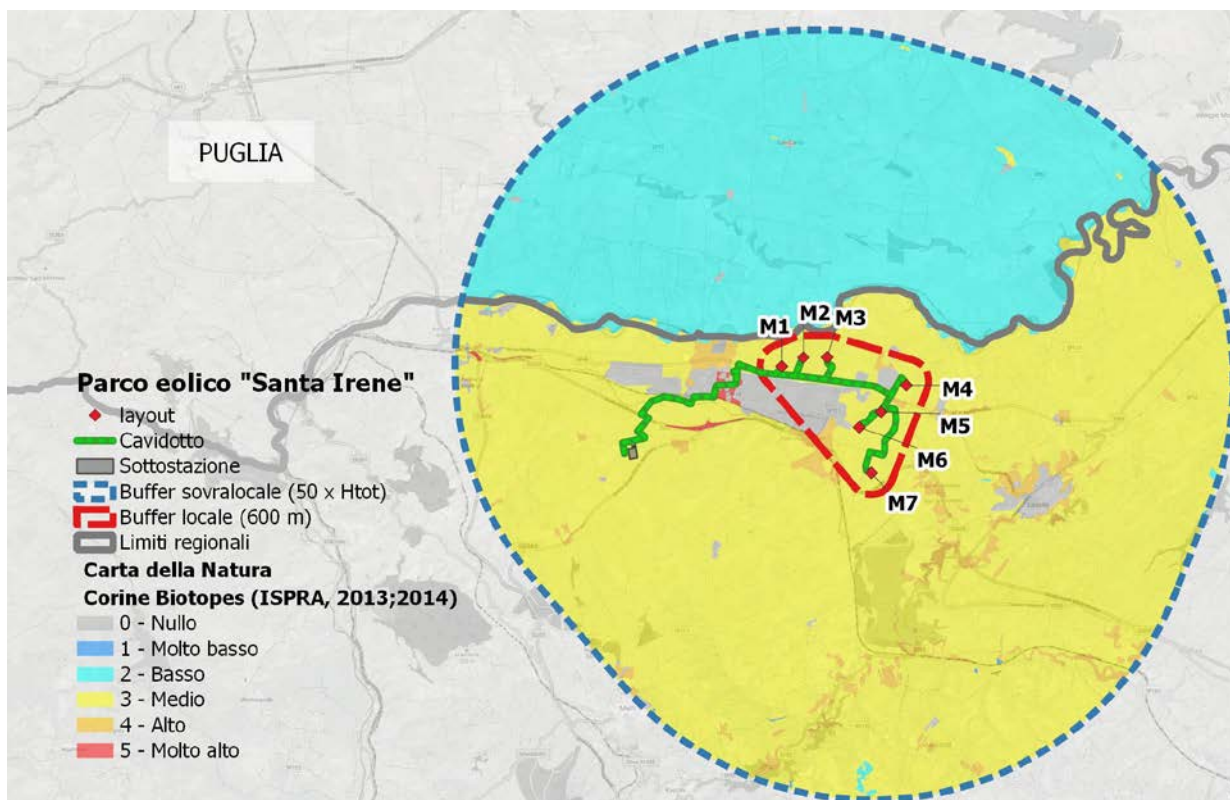 PUGLIA
M1
M2
M3
M4
M5
M6
M7
Parco eolico "Santa Irene"
layout
Cavidotto
Sottostazione
Buffer sovralocale (50 x Htot)
Buffer locale (600 m)
Limiti regionali
Carta della Natura
Corine Biotopes (ISPRA, 2013;2014)
0 - Nullo
1 - Molto basso
2 - Basso
3 - Medio
4 - Alto
5 - Molto alto